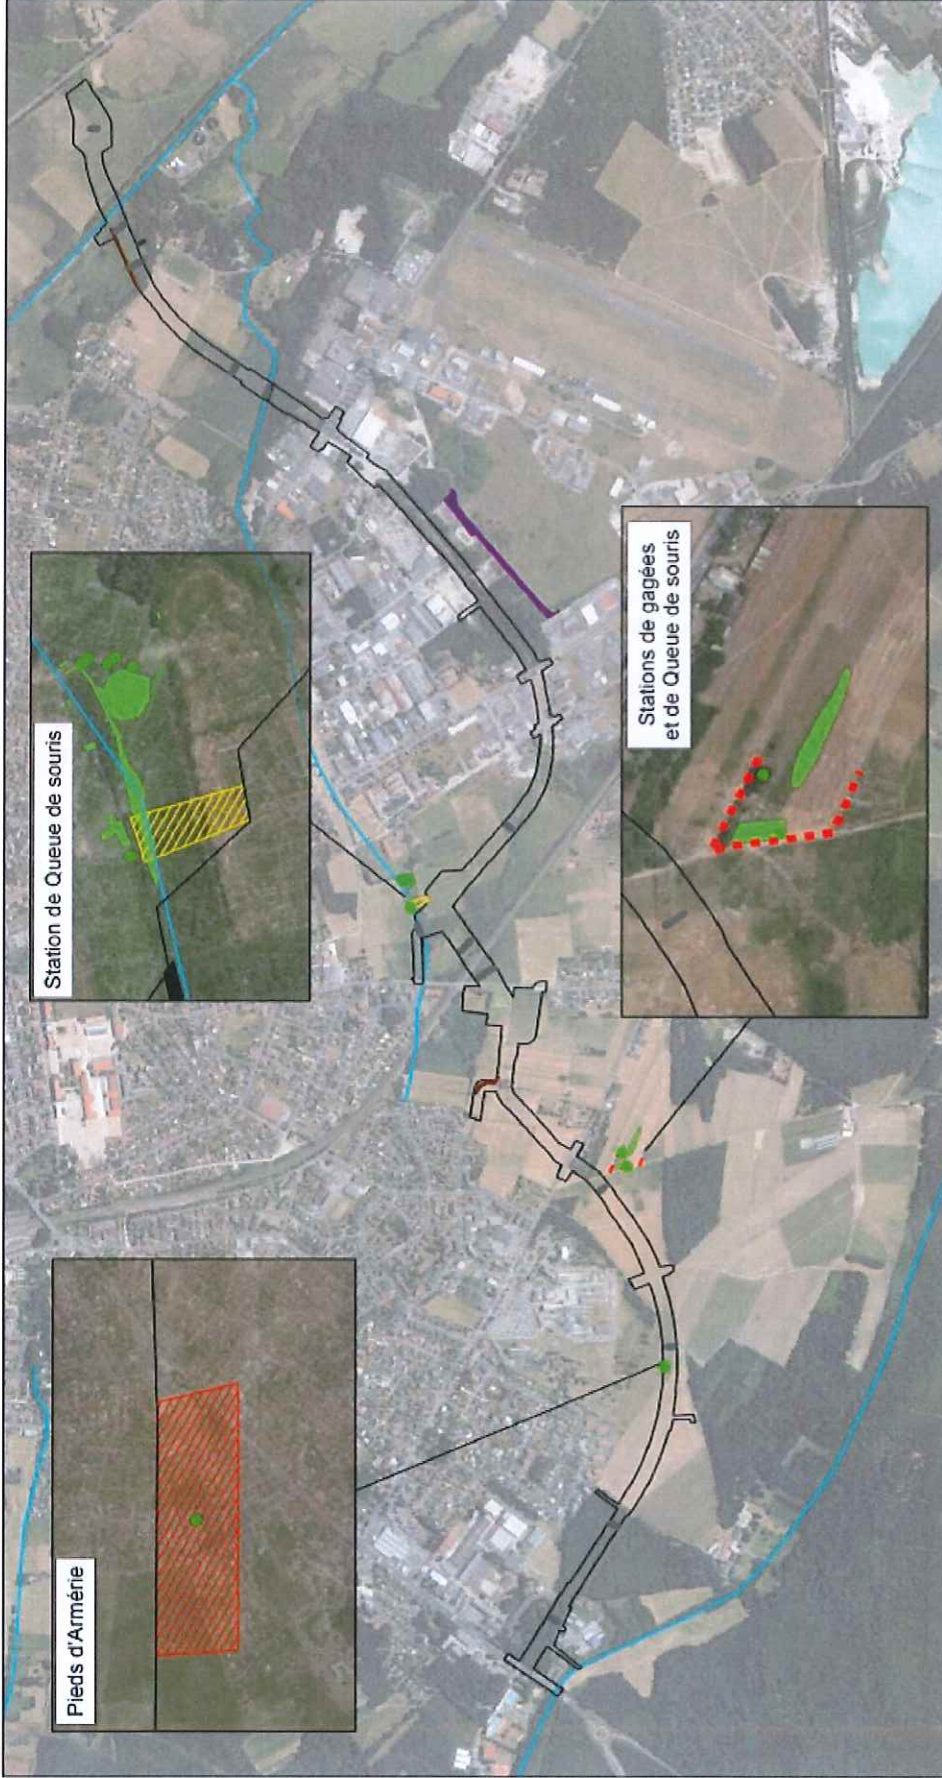 Pieds d'Armérie
Station de Queue de souris
Stations de gagées
et de Queue de souris